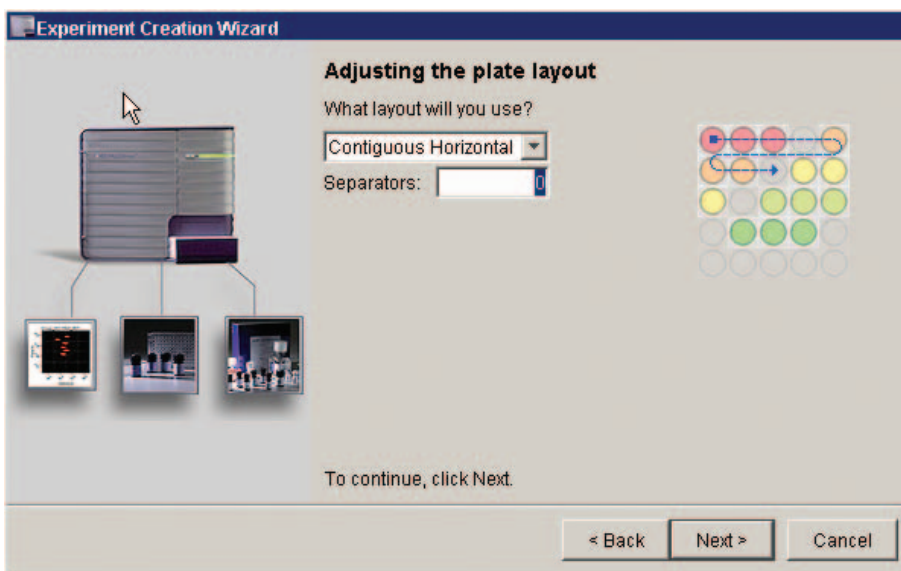 Experiment Creation Wizard
Adjusting the plate layout
What layout will you use?
Contiguous Horizontal
Separators: 0
To continue, click Next.
< Back Next > Cancel